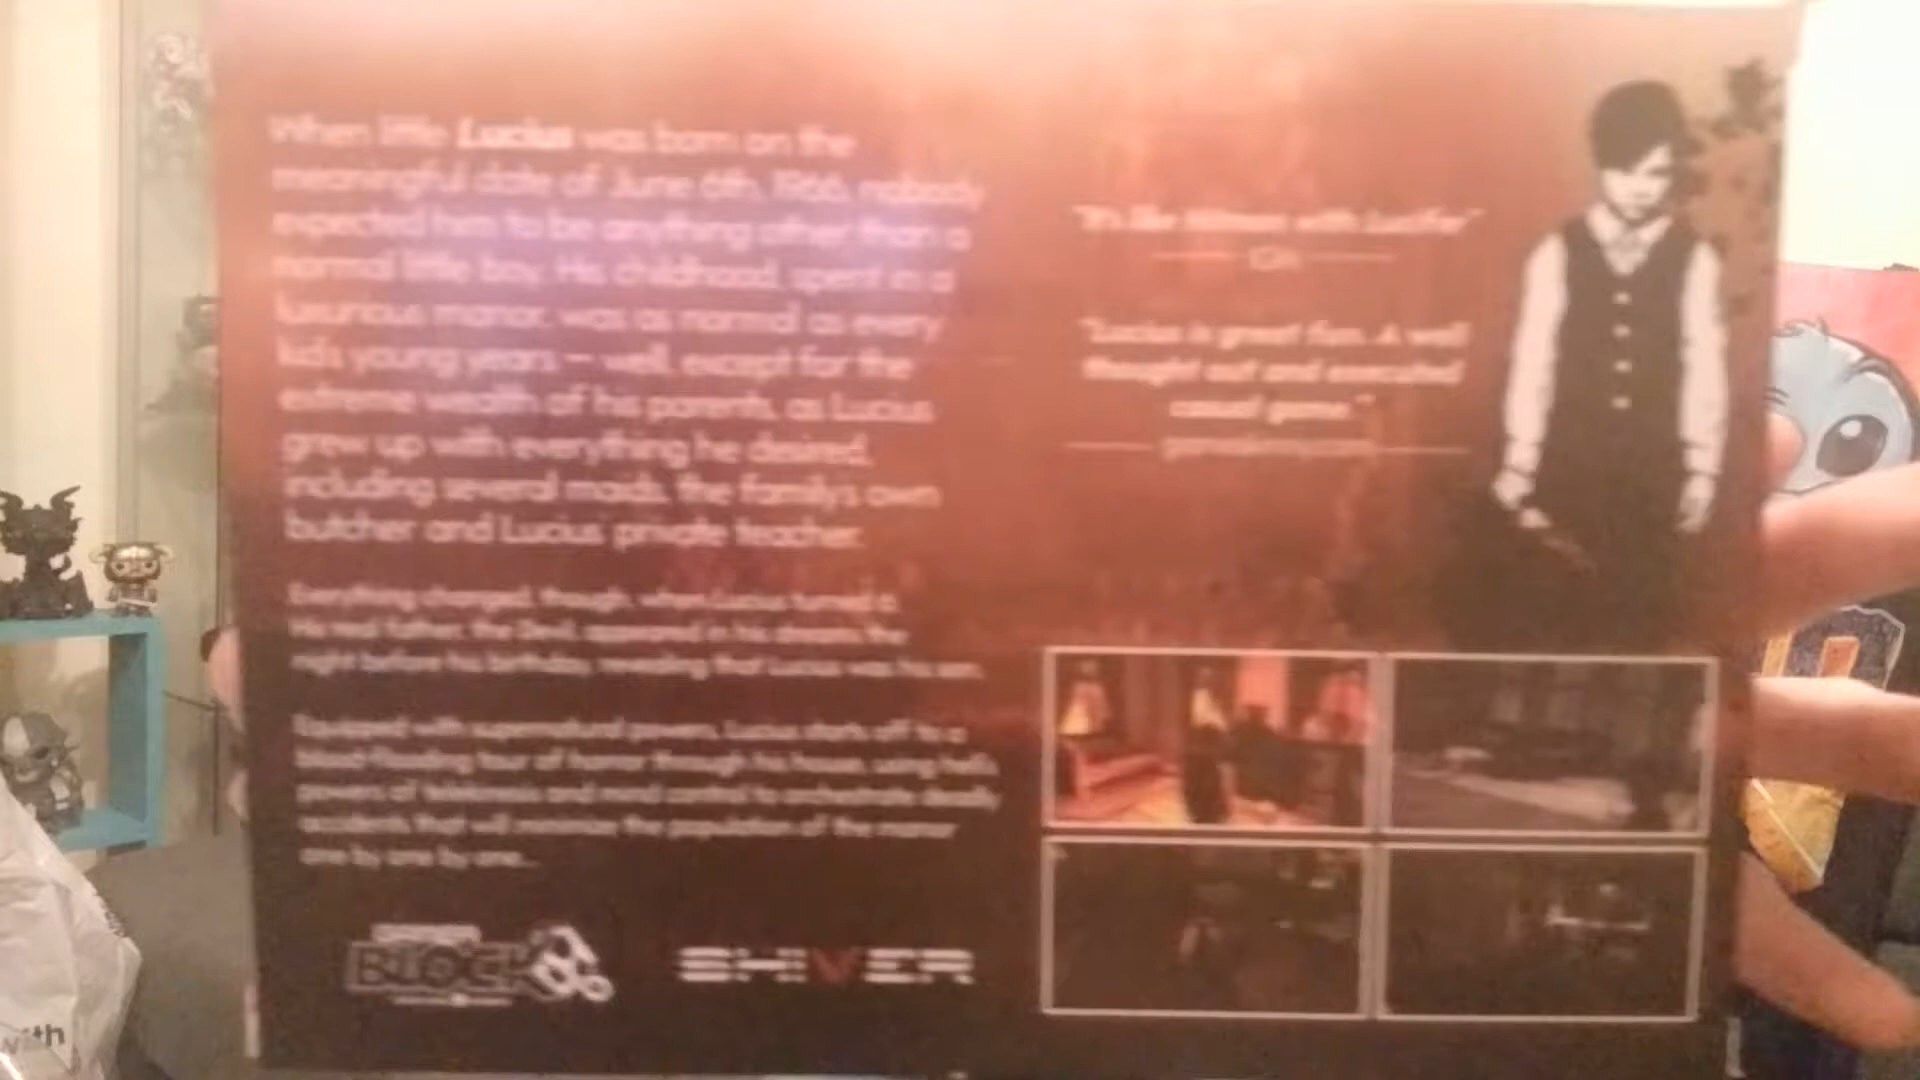 When little Lucius was born on the
meaningful date of June 6th, 1966, nobody
expected him to be anything other than a
normal little boy. His childhood, spent in a
luxurious manor, was as normal as every
kid's young years – well, except for the
extreme wealth of his parents, as Lucius
grew up with everything he desired,
including several maids, the family's own
butcher and Lucius' private teacher.
Everything changed, though, when Lucius turned 6.
His real father, the Devil, appeared in his dreams the
night before his birthday, revealing that Lucius was his son.
Equipped with supernatural powers, Lucius starts off to a
blood-flooding tour of horror through his house, using hell's
powers of telekinesis and mind control to orchestrate deadly
accidents that will minimise the population of the manor
one by one by one...
"It's like Hitman with Lucifer"
"Lucius is great fun. A well
thought out and executed
casual game."
BLOCK
SHIVER
with